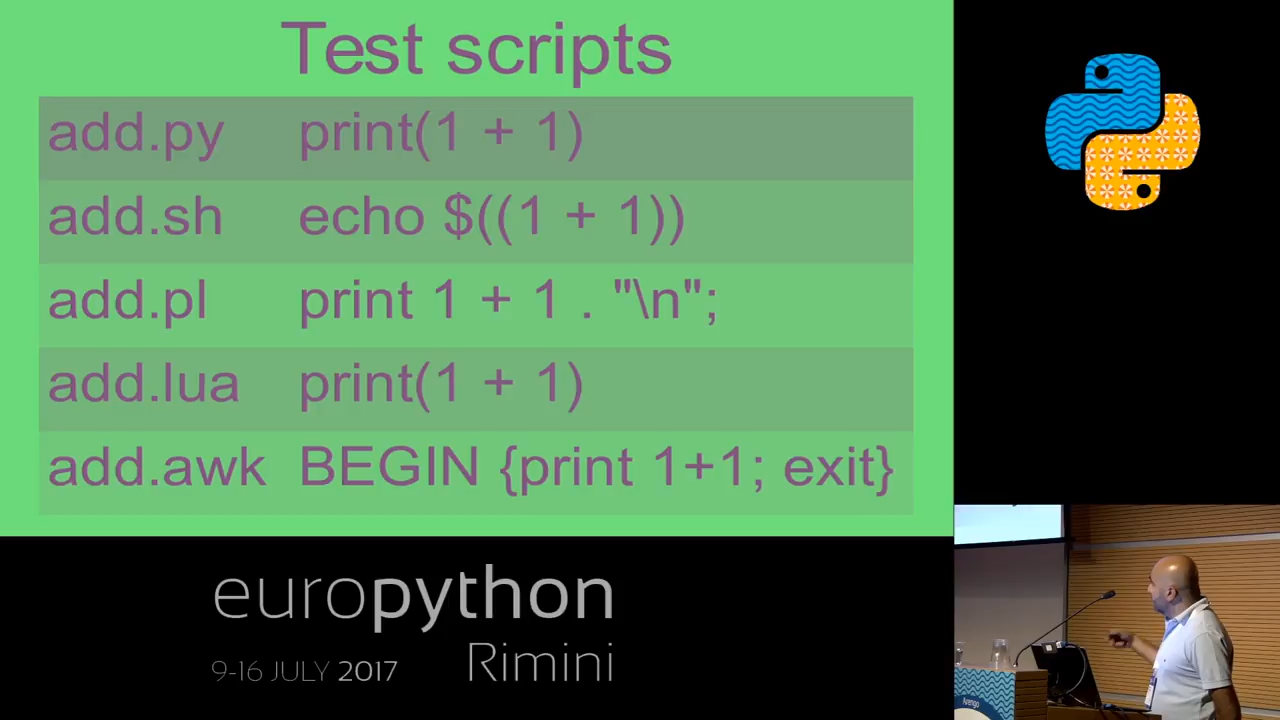 Test scripts
add.py print(1 + 1)
add.sh echo $((1 + 1))
add.pl print 1 + 1 . "\n";
add.lua print(1 + 1)
add.awk BEGIN {print 1+1; exit}
europython
9-16 JULY 2017 Rimini
Arengo